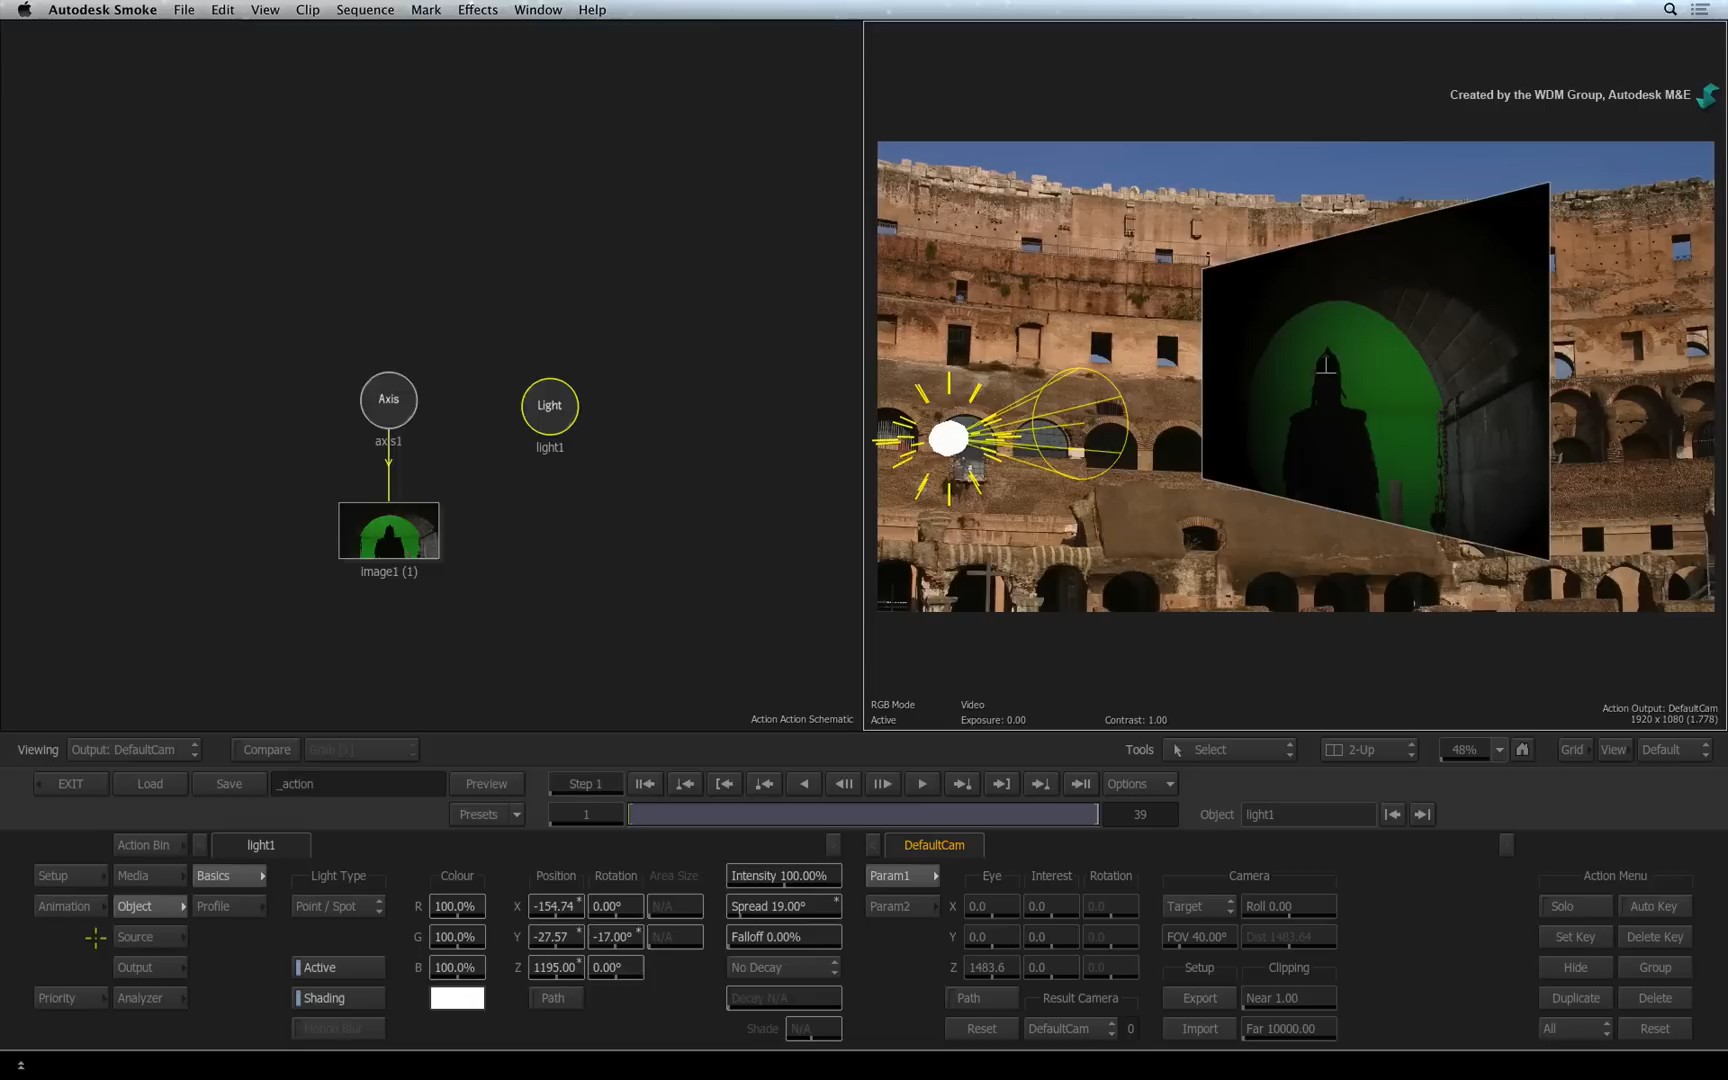 Autodesk Smoke File Edit View Clip Sequence Mark Effects Window Help
Created by the WDM Group, Autodesk M&E
Axis
axis1
Light
light1
image1 (1)
Action Action Schematic
RGB Mode Video
Active Exposure: 0.00 Contrast: 1.00
Action Output: DefaultCam
1920 x 1080 (1.778)
Viewing Output: DefaultCam Compare Grab [1] Tools Select 2-Up 48% Grid View Default
EXIT Load Save _action Preview Step 1 Options
Presets 1 39 Object light1
Action Bin light1 DefaultCam
Setup Media Basics Light Type Colour Position Rotation Area Size Intensity 100.00% Param1 Eye Interest Rotation Camera Action Menu
Animation Object Profile Point / Spot R 100.0% X -154.74 * 0.00° N/A Spread 19.00° * Param2 X 0.0 0.0 0.0 Target Roll 0.00 Solo Auto Key
Source G 100.0% Y -27.57 * -17.00° * N/A Falloff 0.00% Y 0.0 0.0 0.0 FOV 40.00° Dist 1483.64 Set Key Delete Key
Output Active B 100.0% Z 1195.00 * 0.00° No Decay Z 1483.6 0.0 0.0 Setup Clipping Hide Group
Priority Analyzer Shading Path Decay N/A Path Result Camera Export Near 1.00 Duplicate Delete
Motion Blur Shade N/A Reset DefaultCam 0 Import Far 10000.00 All Reset